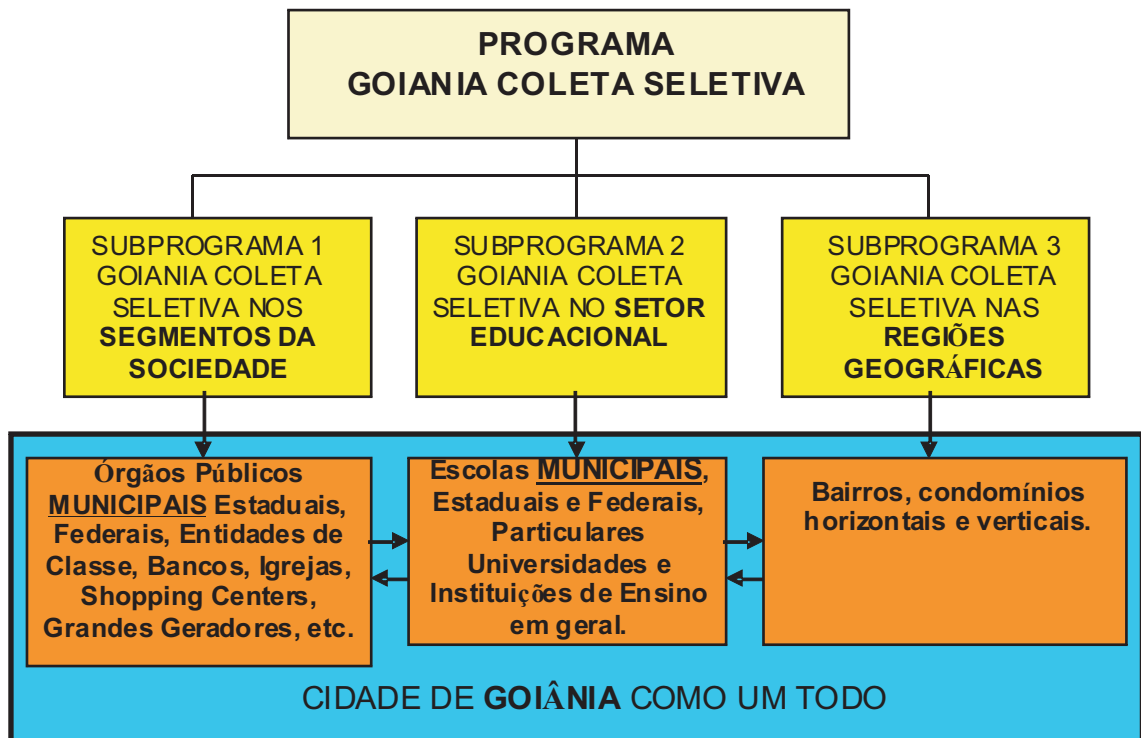 PROGRAMA
GOIANIA COLETA SELETIVA
SUBPROGRAMA 1
GOIANIA COLETA
SELETIVA NOS
SEGMENTOS DA
SOCIEDADE
SUBPROGRAMA 2
GOIANIA COLETA
SELETIVA NO SETOR
EDUCACIONAL
SUBPROGRAMA 3
GOIANIA COLETA
SELETIVA NAS
REGIÕES
GEOGRÁFICAS
Órgãos Públicos
MUNICIPAIS Estaduais,
Federais, Entidades de
Classe, Bancos, Igrejas,
Shopping Centers,
Grandes Geradores, etc.
Escolas MUNICIPAIS,
Estaduais e Federais,
Particulares
Universidades e
Instituições de Ensino
em geral.
Bairros, condomínios
horizontais e verticais.
CIDADE DE GOIÂNIA COMO UM TODO